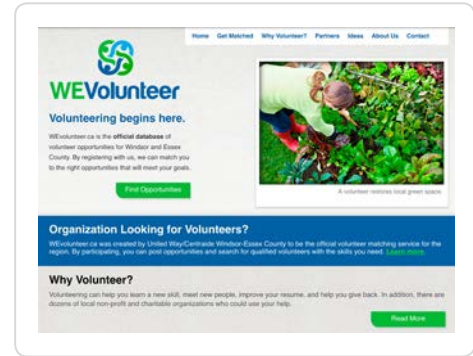 Home Get Matched Why Volunteer? Partners Ideas About Us Contact
WEVolunteer
Volunteering begins here.
WEvolunteer.ca is the official database of
volunteer opportunities for Windsor and Essex
County. By registering with us, we can match you
to the right opportunities that will meet your goals.
Find Opportunities
A volunteer restores local green space
Organization Looking for Volunteers?
WEvolunteer.ca was created by United Way/Centraide Windsor-Essex County to be the official volunteer matching service for the
region. By participating, you can post opportunities and search for qualified volunteers with the skills you need. Learn more.
Why Volunteer?
Volunteering can help you learn a new skill, meet new people, improve your resume, and help you give back. In addition, there are
dozens of local non-profit and charitable organizations who could use your help.
Read More